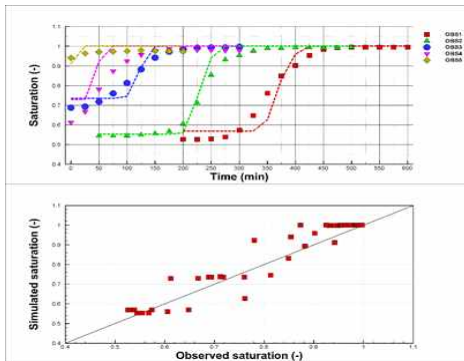 Saturation (-)
1.1
1
0.9
0.8
0.7
0.6
0.5
0.4
0 50 100 150 200 250 300 350 400 450 500 550 600
Time (min)
OBS1
OBS2
OBS3
OBS4
OBS5
Simulated saturation (-)
1.1
1
0.9
0.8
0.7
0.6
0.5
0.4
0.4 0.5 0.6 0.7 0.8 0.9 1 1.1
Observed saturation (-)